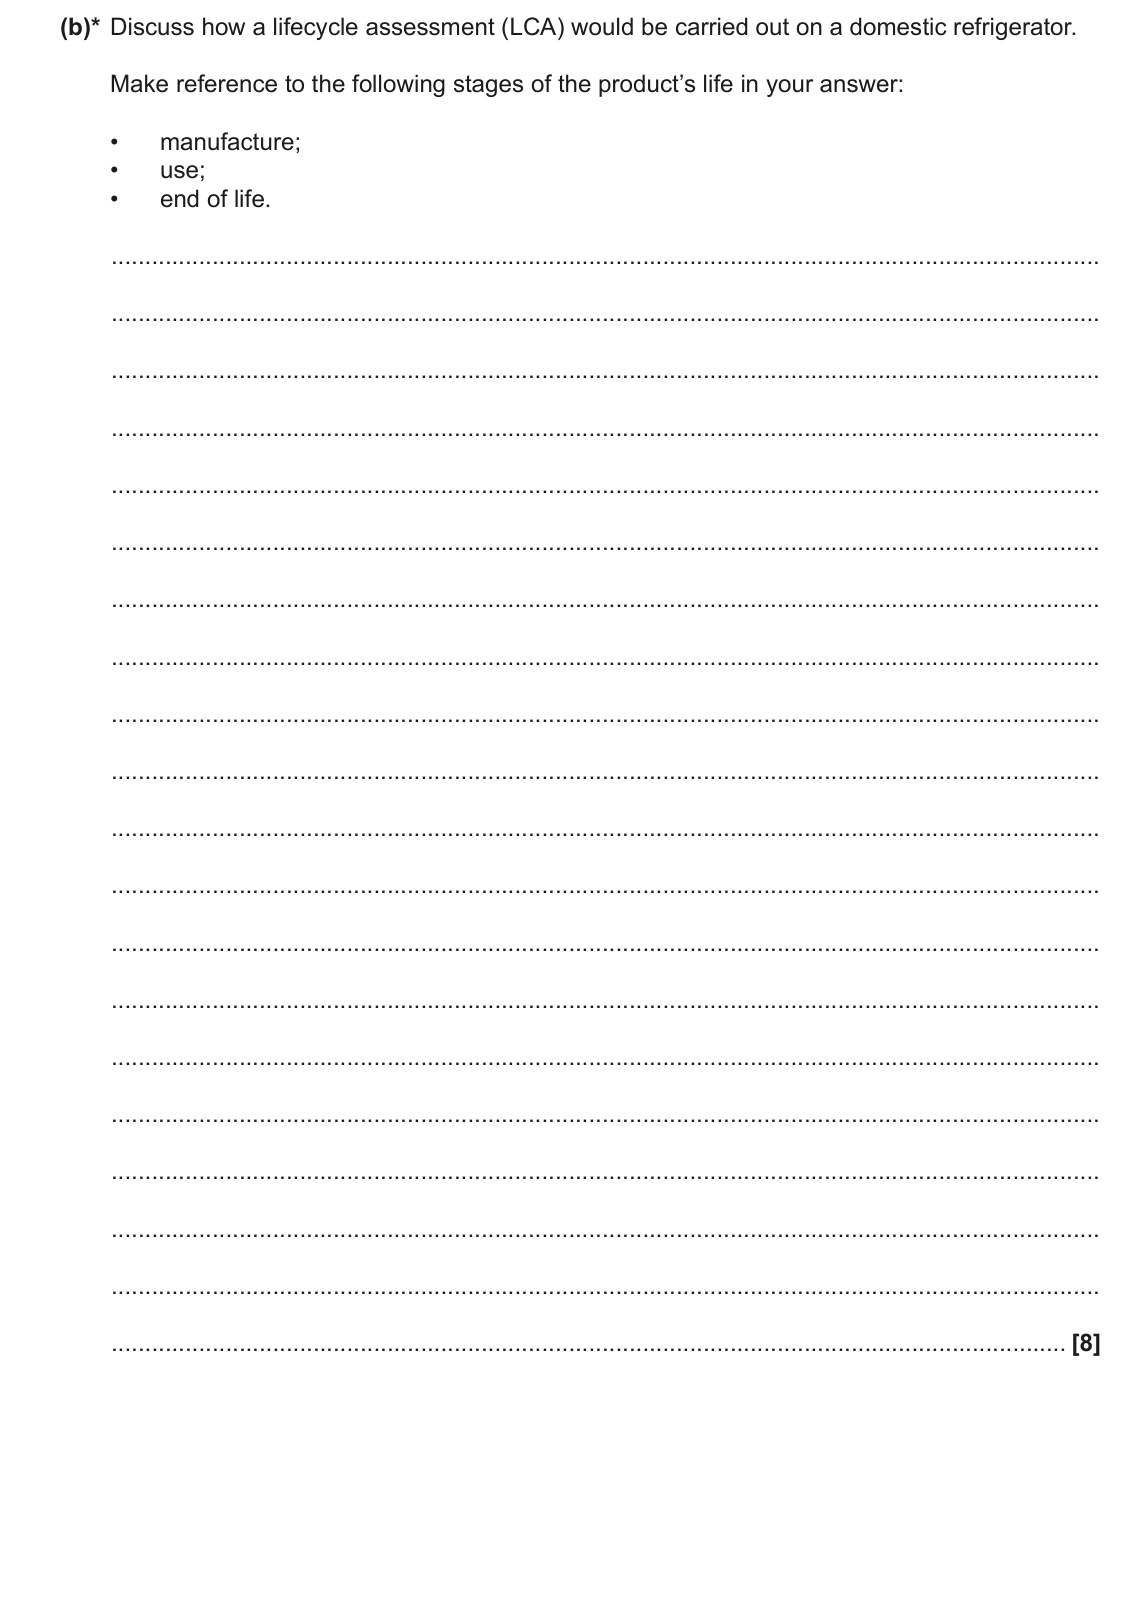 (b)* Discuss how a lifecycle assessment (LCA) would be carried out on a domestic refrigerator.
Make reference to the following stages of the product’s life in your answer:
• manufacture;
• use;
• end of life.
[8]